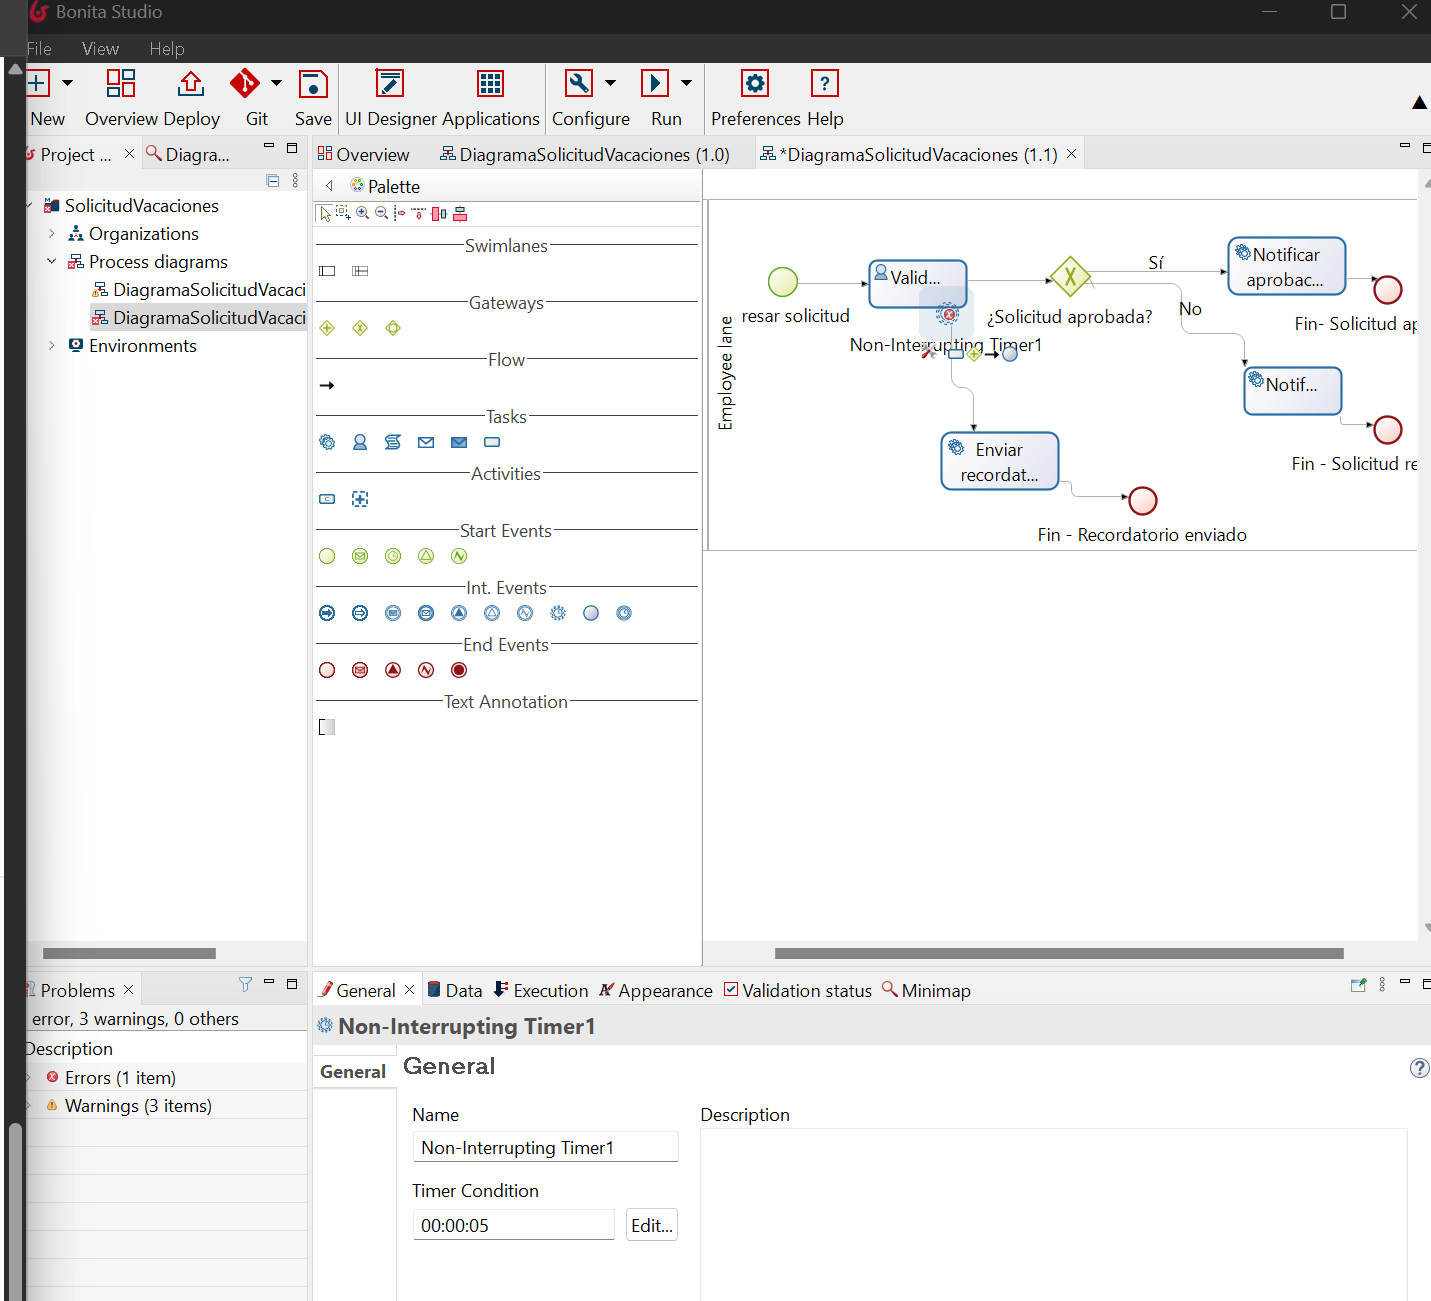 Bonita Studio
File View Help
New Overview Deploy Git Save UI Designer Applications Configure Run Preferences Help
Project ... Diagra...
Overview DiagramaSolicitudVacaciones (1.0) *DiagramaSolicitudVacaciones (1.1)
SolicitudVacaciones
Organizations
Process diagrams
DiagramaSolicitudVacaci
DiagramaSolicitudVacaci
Environments
Palette
Swimlanes
Gateways
Flow
Tasks
Activities
Start Events
Int. Events
End Events
Text Annotation
Employee lane
resar solicitud
Valid...
Non-Interrupting Timer1
¿Solicitud aprobada?
Sí
No
Notificar
aprobac...
Fin- Solicitud ap
Notif...
Fin - Solicitud re
Enviar
recordat...
Fin - Recordatorio enviado
Problems
error, 3 warnings, 0 others
Description
Errors (1 item)
Warnings (3 items)
General Data Execution Appearance Validation status Minimap
Non-Interrupting Timer1
General
General
Name
Non-Interrupting Timer1
Timer Condition
00:00:05
Edit...
Description